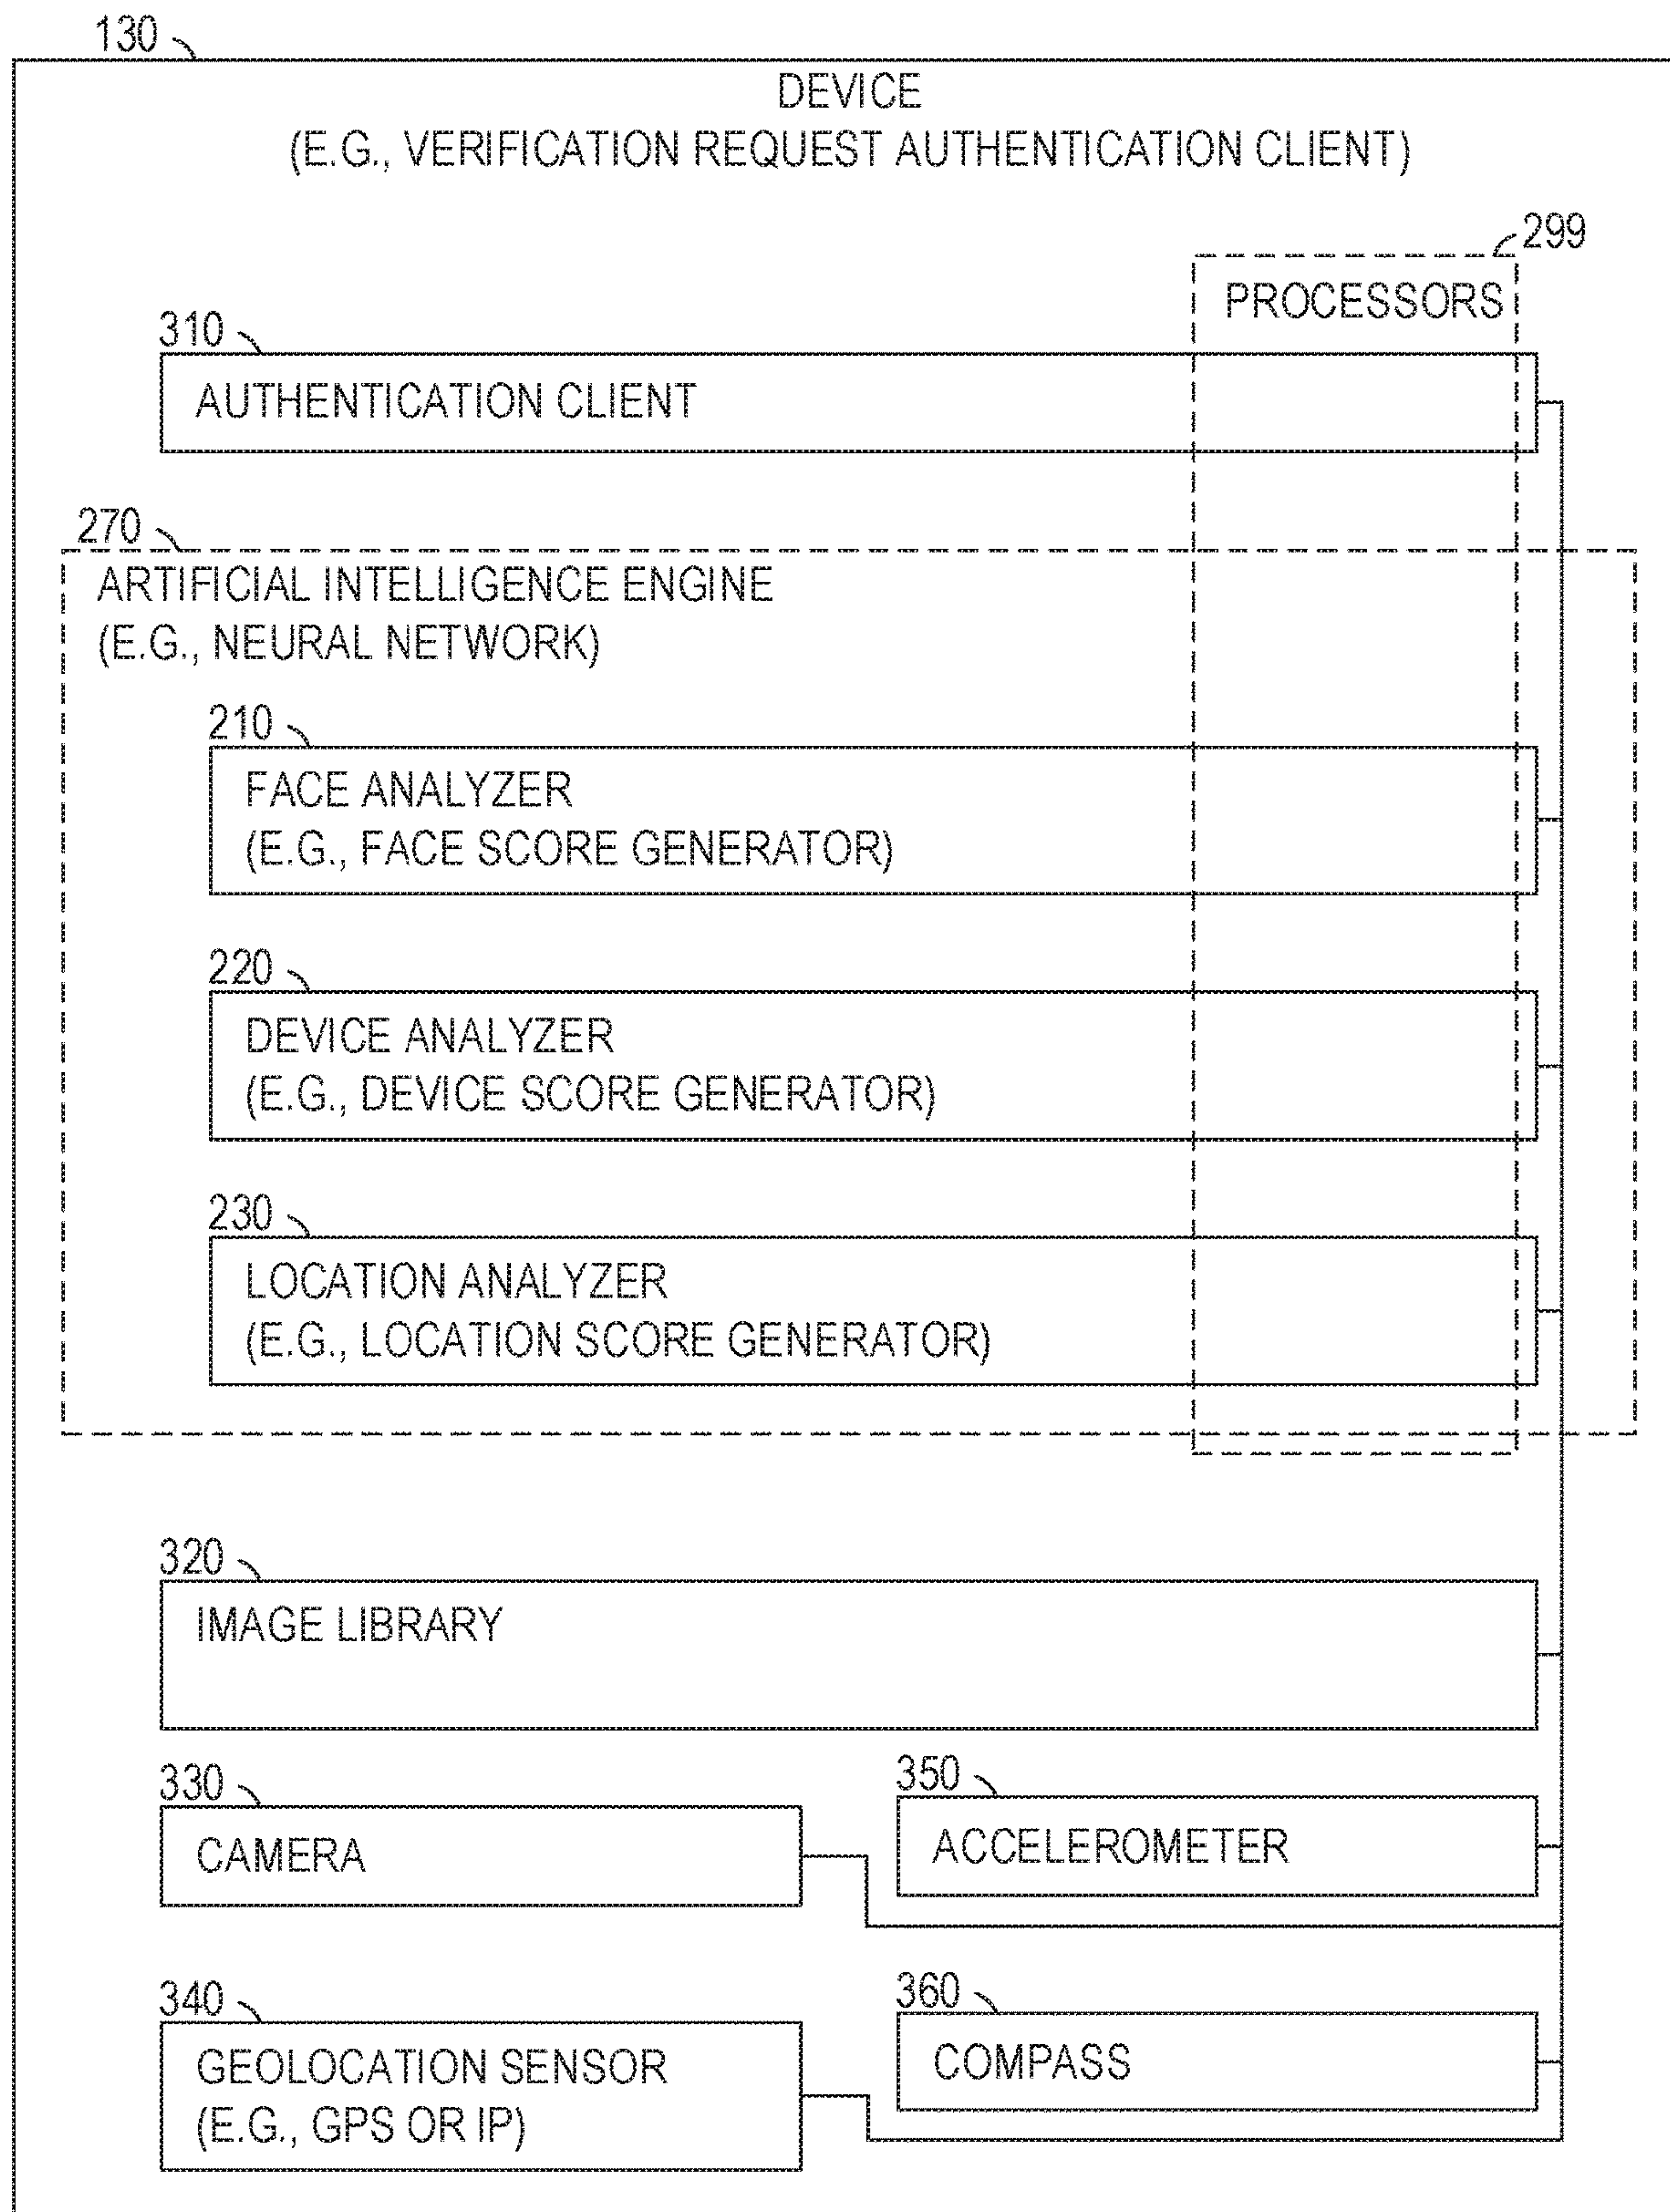 130
DEVICE
(E.G., VERIFICATION REQUEST AUTHENTICATION CLIENT)
299
PROCESSORS
310
AUTHENTICATION CLIENT
270
ARTIFICIAL INTELLIGENCE ENGINE
(E.G., NEURAL NETWORK)
210
FACE ANALYZER
(E.G., FACE SCORE GENERATOR)
220
DEVICE ANALYZER
(E.G., DEVICE SCORE GENERATOR)
230
LOCATION ANALYZER
(E.G., LOCATION SCORE GENERATOR)
320
IMAGE LIBRARY
330
CAMERA
350
ACCELEROMETER
340
GEOLOCATION SENSOR
(E.G., GPS OR IP)
360
COMPASS